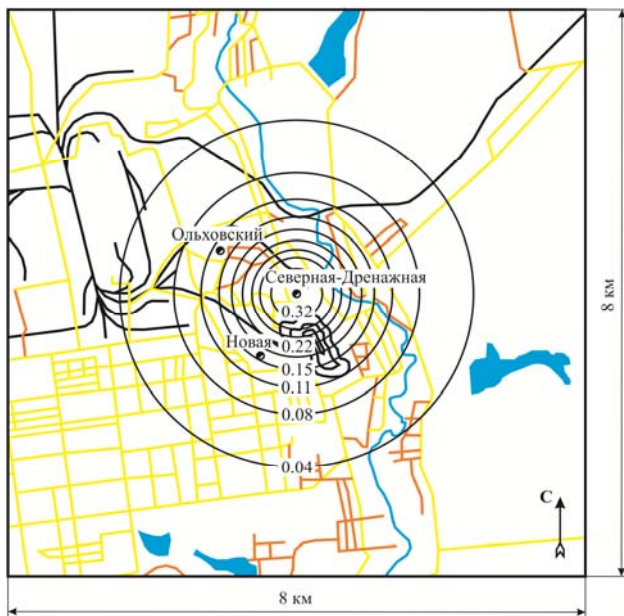 Ольховский
Северная-Дренажная
0.32
Новая
0.22
0.15
0.11
0.08
0.04
С
8 км
8 км